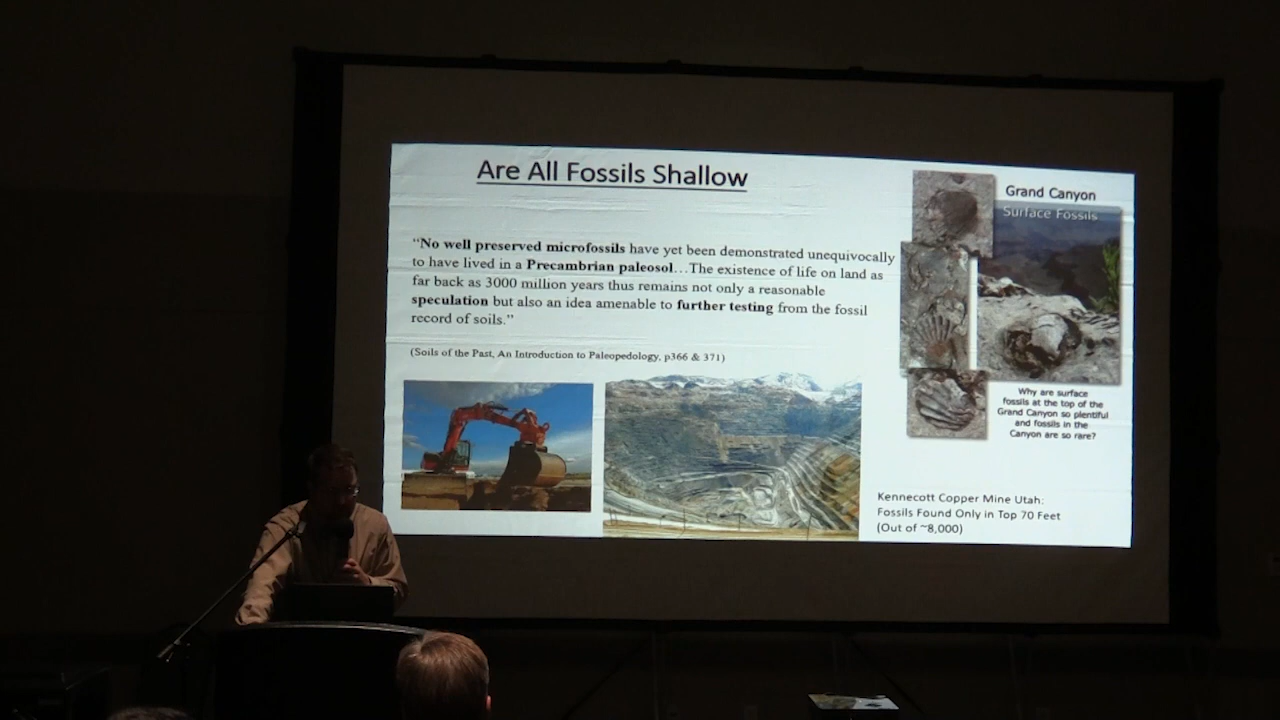 Are All Fossils Shallow
“No well preserved microfossils have yet been demonstrated unequivocally
to have lived in a Precambrian paleosol…The existence of life on land as
far back as 3000 million years thus remains not only a reasonable
speculation but also an idea amenable to further testing from the fossil
record of soils.”
(Soils of the Past, An Introduction to Paleopedology, p366 & 371)
Grand Canyon
Surface Fossils
Why are surface
fossils at the top of the
Grand Canyon so plentiful
and fossils in the
Canyon are so rare?
Kennecott Copper Mine Utah:
Fossils Found Only in Top 70 Feet
(Out of ~8,000)